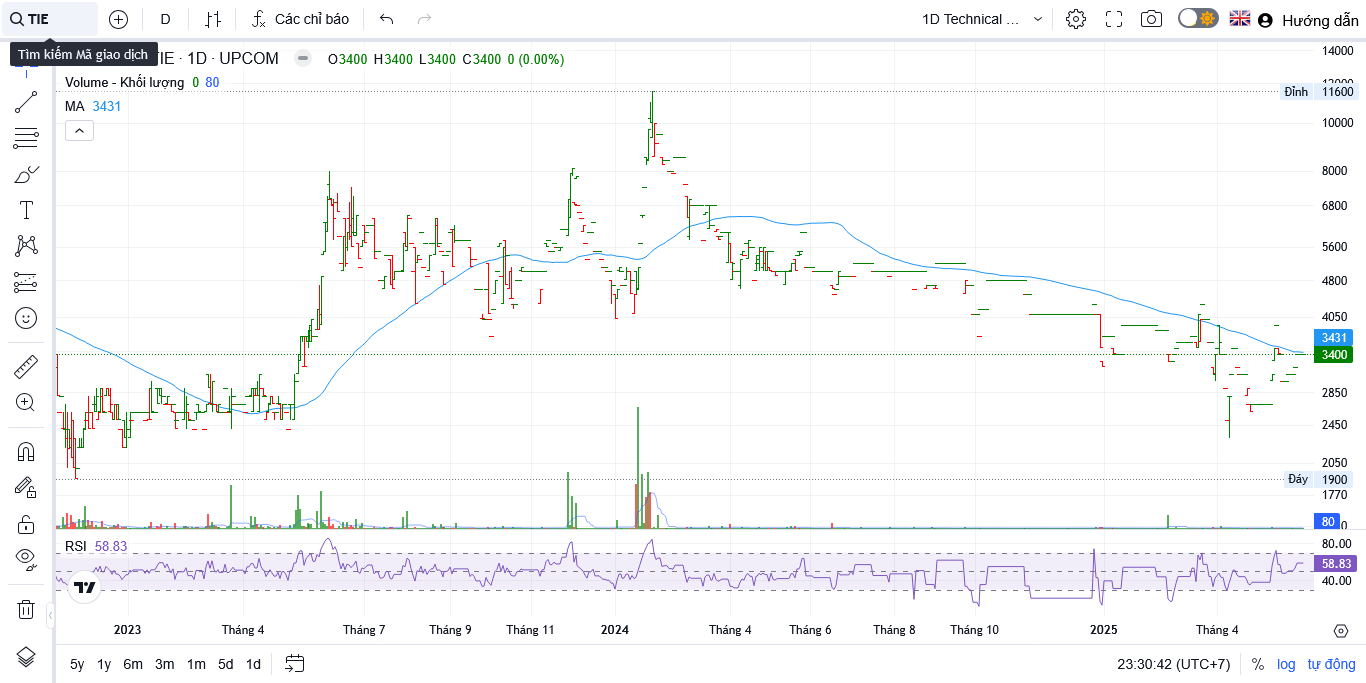 TIE
D
Các chỉ báo
1D Technical ...
Hướng dẫn
Tìm kiếm Mã giao dịch
TIE · 1D · UPCOM
O3400 H3400 L3400 C3400 0 (0.00%)
Volume - Khối lượng 0 80
MA 3431
14000
12000
Đỉnh 11600
10000
8000
6800
5600
4800
4050
3431
3400
2850
2450
2050
Đáy 1900
1770
80 0
RSI 58.83
80.00
58.83
40.00
2023 Tháng 4 Tháng 7 Tháng 9 Tháng 11 2024 Tháng 4 Tháng 6 Tháng 8 Tháng 10 2025 Tháng 4
5y 1y 6m 3m 1m 5d 1d
23:30:42 (UTC+7) % log tự động